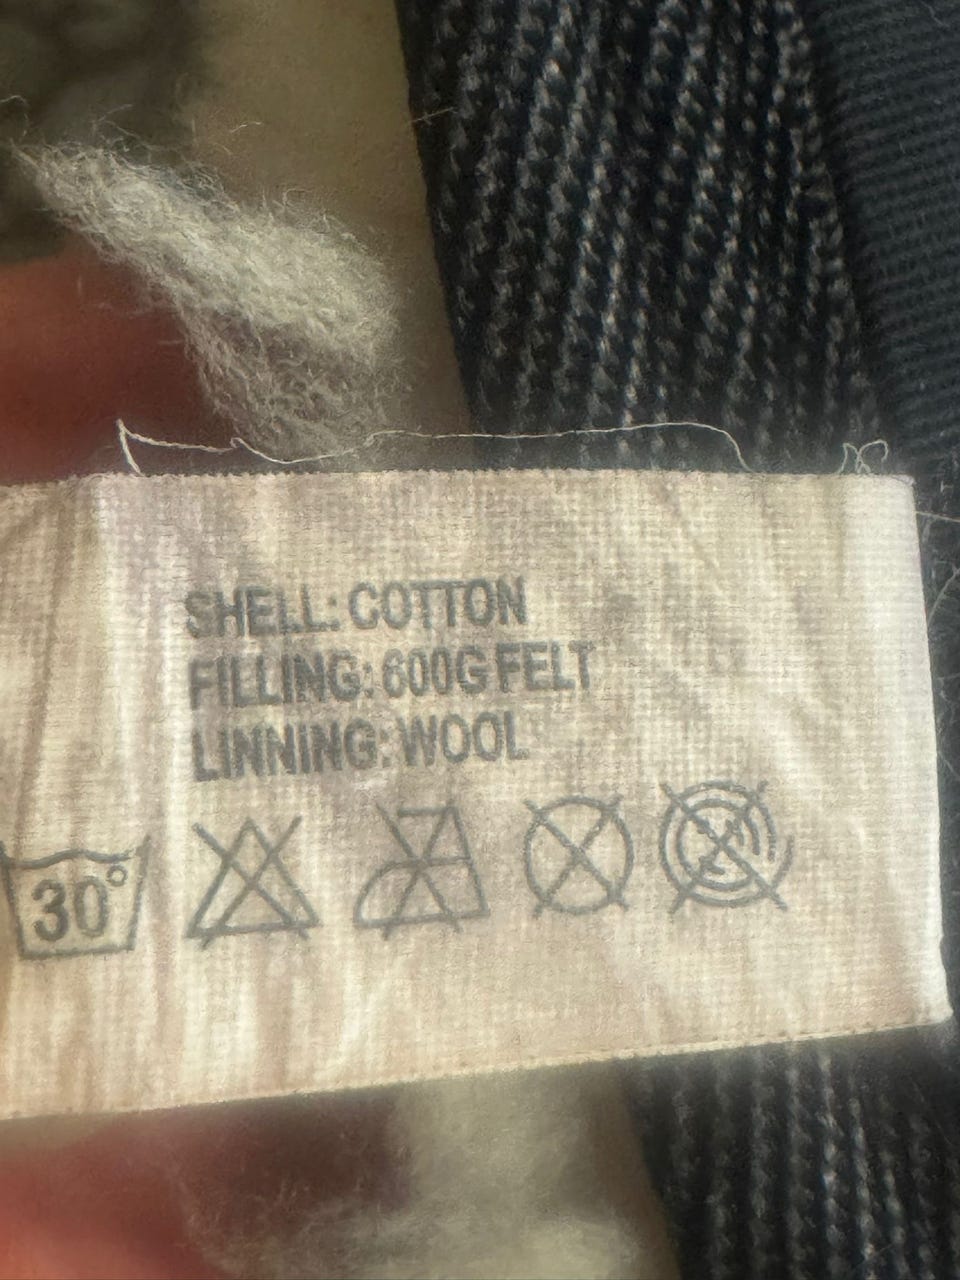 SHELL: COTTON
FILLING: 600G FELT
LINNING: WOOL
30°